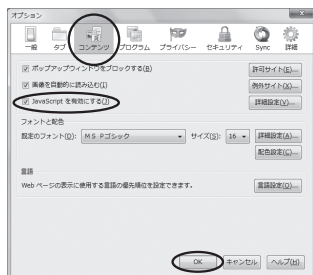 オプション
一般 タブ コンテンツ プログラム プライバシー セキュリティ Sync 詳細
ポップアップウィンドウをブロックする(B) 許可サイト(E)...
画像を自動的に読み込む(I) 例外サイト(X)...
JavaScript を有効にする(J) 詳細設定(V)...
フォントと配色
既定のフォント(D): MS Pゴシック サイズ(S): 16 詳細設定(A)...
配色設定(C)...
言語
Web ページの表示に使用する言語の優先順位を設定できます。 言語設定(O)...
OK キャンセル ヘルプ(H)